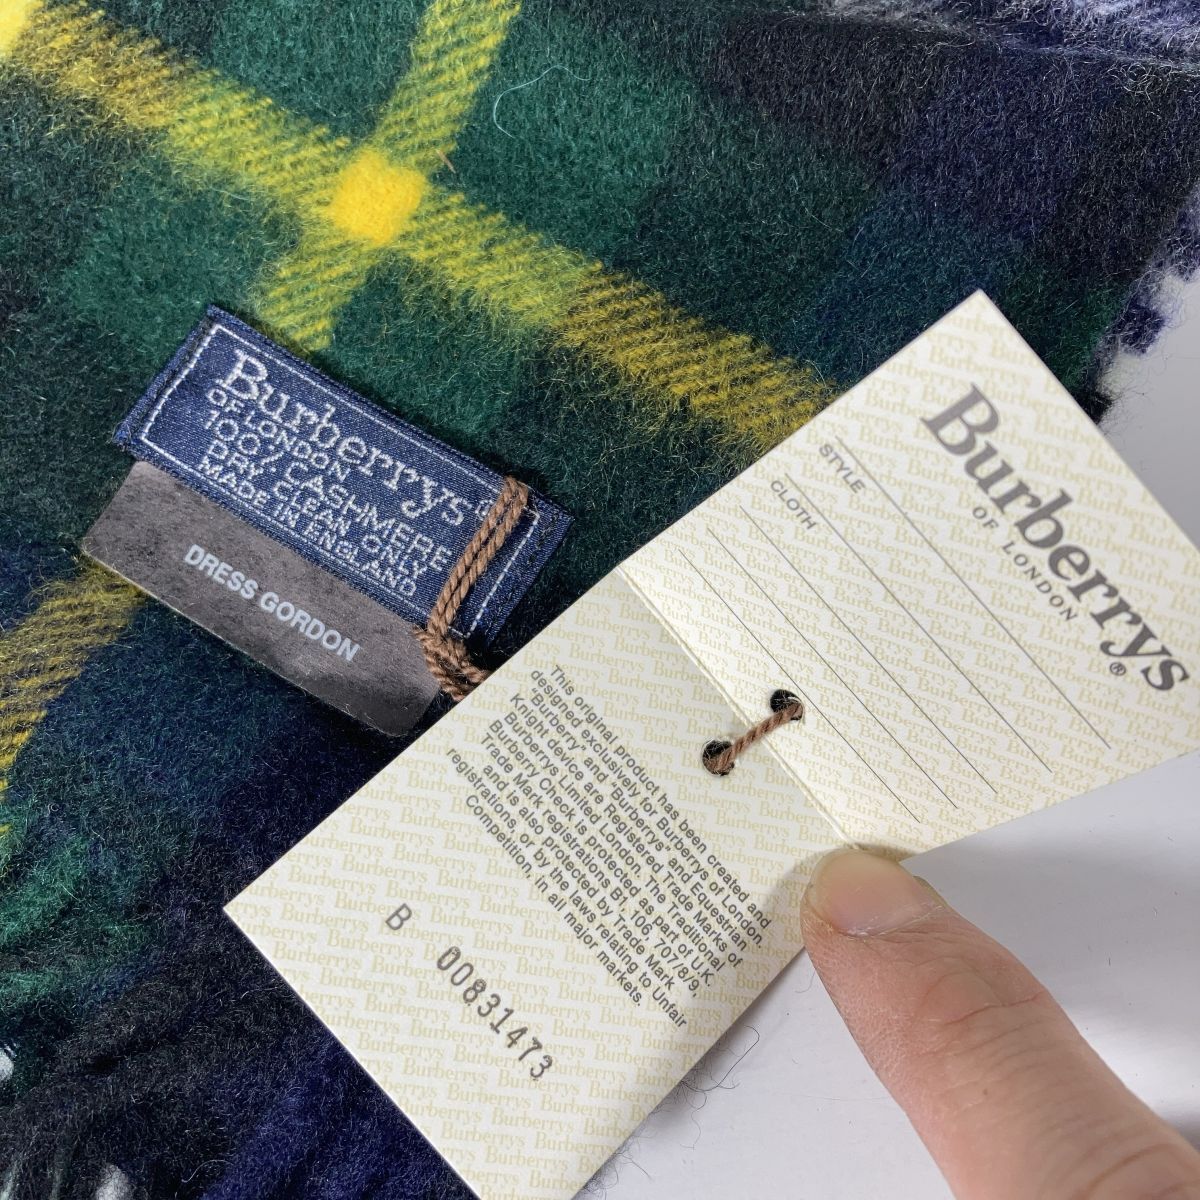 Burberrys®
OF LONDON
100% CASHMERE
DRY CLEAN ONLY
MADE IN ENGLAND
DRESS GORDON
Burberrys®
OF LONDON
STYLE
CLOTH
This original product has been created and
designed exclusively for Burberrys of London.
"Burberry" and "Burberrys" and Equestrian
Knight device are Registered Trade Marks of
Burberrys Limited London. The Traditional
Burberry Check is protected as part of U.K.
Trade Mark registrations B1, 106, 707/8/9,
and is also protected by Trade Mark
registrations, or by the laws relating to Unfair
Competition, in all major markets.
B 00831473